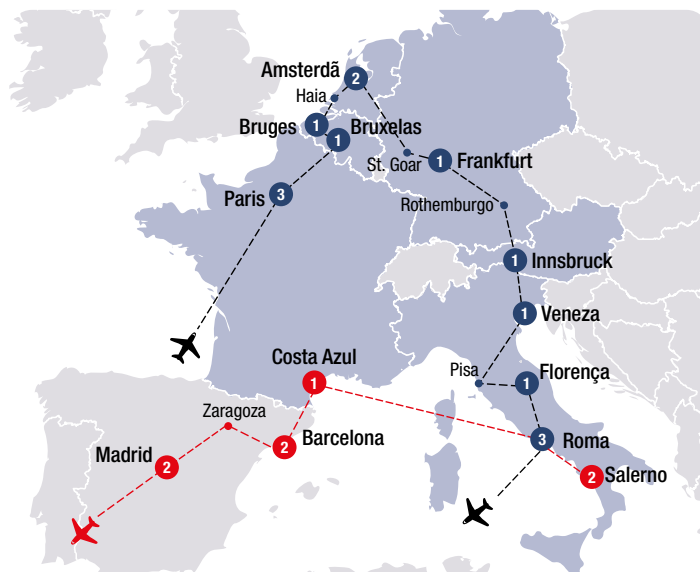 Amsterdã
2
Haia
Bruges
1
Bruxelas
1
St. Goar
1
Frankfurt
Paris
3
Rothemburgo
1
Innsbruck
1
Veneza
Costa Azul
1
Pisa
1
Florença
Zaragoza
Madrid
2
2
Barcelona
3
Roma
2
Salerno